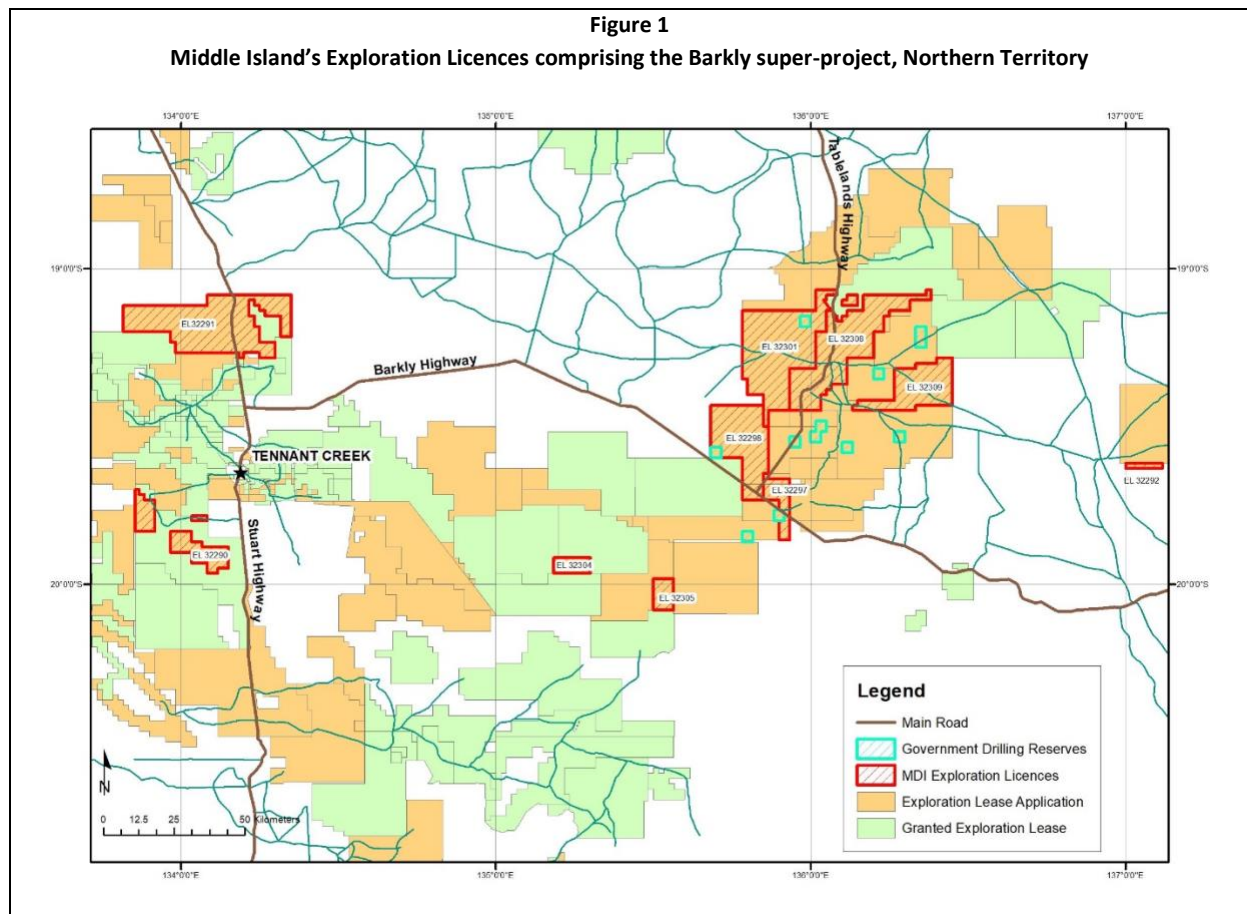 Figure 1
Middle Island's Exploration Licences comprising the Barkly super-project, Northern Territory
134°0'0"E
135°0'0"E
136°0'0"E
137°0'0"E
Tablelands Highway
19°0'0"S
19°0'0"S
EL32291
EL 32301
EL 32308
Barkly Highway
EL 32309
EL 32298
TENNANT CREEK
EL 32297
EL 32292
Stuart Highway
EL 32290
EL 32304
20°0'0"S
20°0'0"S
EL 32305
Legend
Main Road
Government Drilling Reserves
MDI Exploration Licences
Exploration Lease Application
Granted Exploration Lease
N
0 12.5 25 50 Kilometers
134°0'0"E
135°0'0"E
136°0'0"E
137°0'0"E